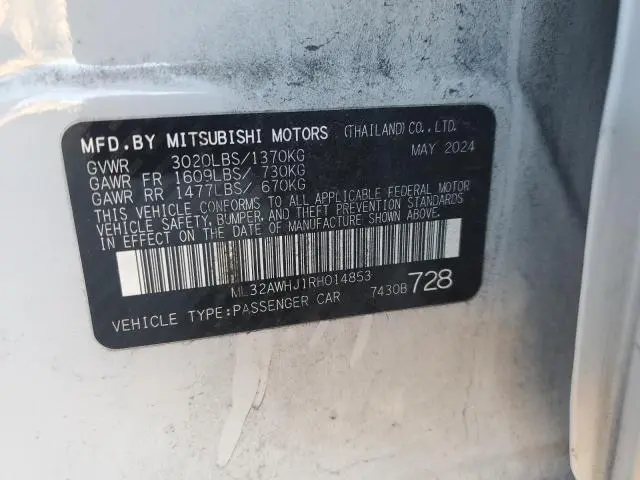 MFD.BY MITSUBISHI MOTORS (THAILAND) CO.,LTD.
GVWR 3020LBS/1370KG MAY 2024
GAWR FR 1609LBS/ 730KG
GAWR RR 1477LBS/ 670KG
THIS VEHICLE CONFORMS TO ALL APPLICABLE FEDERAL MOTOR
VEHICLE SAFETY, BUMPER, AND THEFT PREVENTION STANDARDS
IN EFFECT ON THE DATE OF MANUFACTURE SHOWN ABOVE.
ML32AWHJ1RH014853
VEHICLE TYPE:PASSENGER CAR 7430B 728